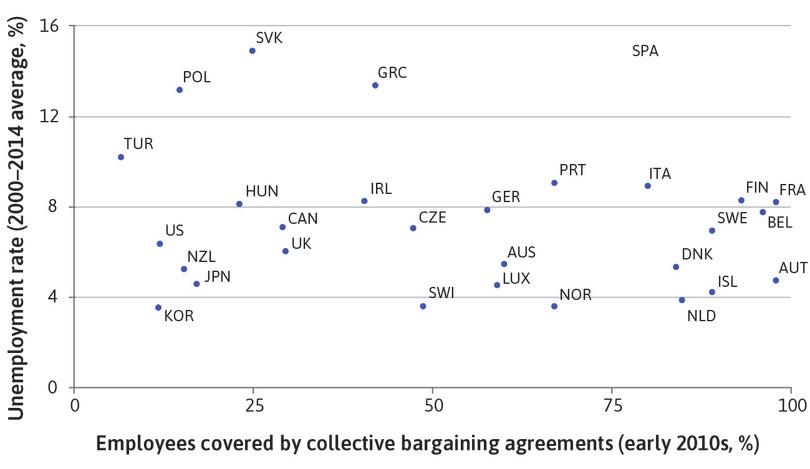 Unemployment rate (2000–2014 average, %)
16
SVK
SPA
GRC
POL
12
TUR
PRT
ITA
HUN
IRL
GER
FIN
FRA
8
CAN
CZE
SWE
BEL
US
UK
NZL
AUS
DNK
JPN
LUX
AUT
SWI
NOR
ISL
4
KOR
NLD
0
0
25
50
75
100
Employees covered by collective bargaining agreements (early 2010s, %)